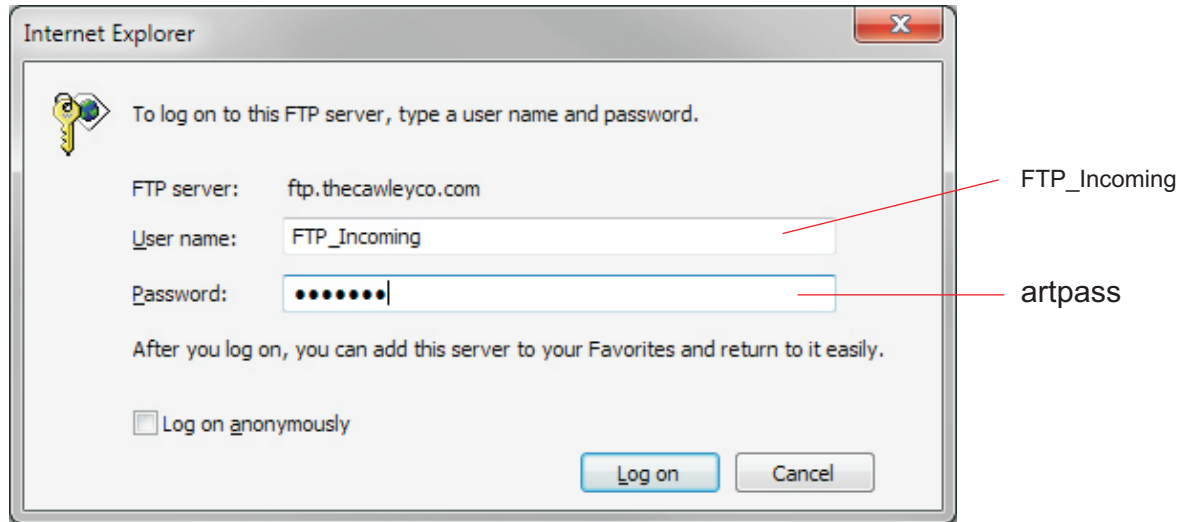 Internet Explorer
To log on to this FTP server, type a user name and password.
FTP server: ftp.thecawleyco.com
FTP_Incoming
User name: FTP_Incoming
Password: ●●●●●●●
artpass
After you log on, you can add this server to your Favorites and return to it easily.
Log on anonymously
Log on Cancel